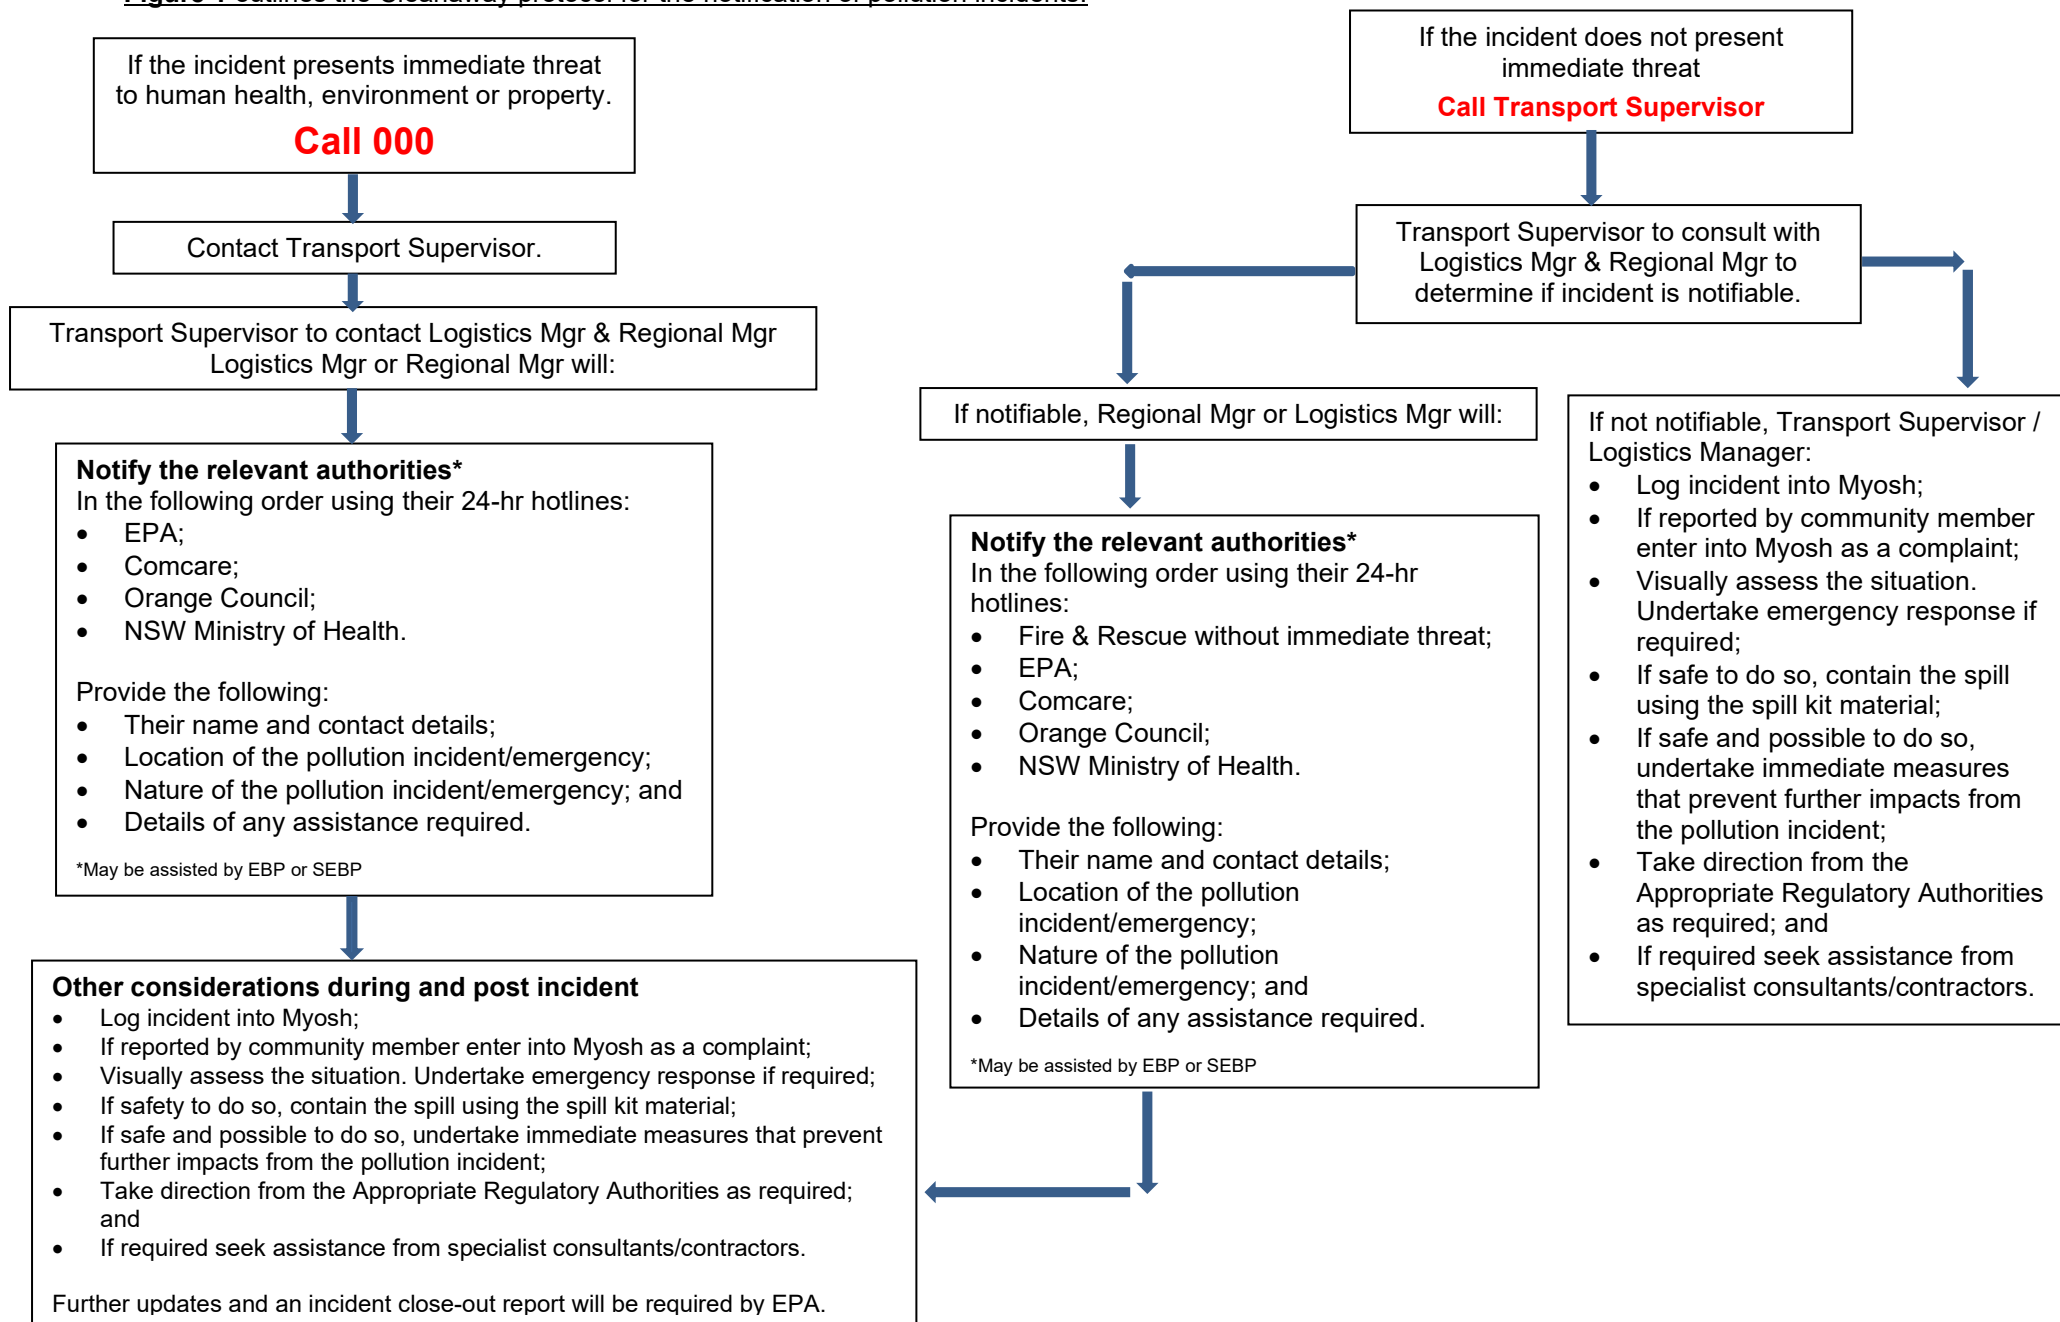 Figure 1 outlines the Cleanaway protocol for the notification of pollution incidents.
If the incident presents immediate threat
to human health, environment or property.
Call 000
Contact Transport Supervisor.
Transport Supervisor to contact Logistics Mgr & Regional Mgr
Logistics Mgr or Regional Mgr will:
Notify the relevant authorities*
In the following order using their 24-hr hotlines:
• EPA;
• Comcare;
• Orange Council;
• NSW Ministry of Health.
Provide the following:
• Their name and contact details;
• Location of the pollution incident/emergency;
• Nature of the pollution incident/emergency; and
• Details of any assistance required.
*May be assisted by EBP or SEBP
Other considerations during and post incident
• Log incident into Myosh;
• If reported by community member enter into Myosh as a complaint;
• Visually assess the situation. Undertake emergency response if required;
• If safety to do so, contain the spill using the spill kit material;
• If safe and possible to do so, undertake immediate measures that prevent
further impacts from the pollution incident;
• Take direction from the Appropriate Regulatory Authorities as required;
and
• If required seek assistance from specialist consultants/contractors.
Further updates and an incident close-out report will be required by EPA.
If the incident does not present
immediate threat
Call Transport Supervisor
Transport Supervisor to consult with
Logistics Mgr & Regional Mgr to
determine if incident is notifiable.
If notifiable, Regional Mgr or Logistics Mgr will:
Notify the relevant authorities*
In the following order using their 24-hr
hotlines:
• Fire & Rescue without immediate threat;
• EPA;
• Comcare;
• Orange Council;
• NSW Ministry of Health.
Provide the following:
• Their name and contact details;
• Location of the pollution
incident/emergency;
• Nature of the pollution
incident/emergency; and
• Details of any assistance required.
*May be assisted by EBP or SEBP
If not notifiable, Transport Supervisor /
Logistics Manager:
• Log incident into Myosh;
• If reported by community member
enter into Myosh as a complaint;
• Visually assess the situation.
Undertake emergency response if
required;
• If safe to do so, contain the spill
using the spill kit material;
• If safe and possible to do so,
undertake immediate measures
that prevent further impacts from
the pollution incident;
• Take direction from the
Appropriate Regulatory Authorities
as required; and
• If required seek assistance from
specialist consultants/contractors.